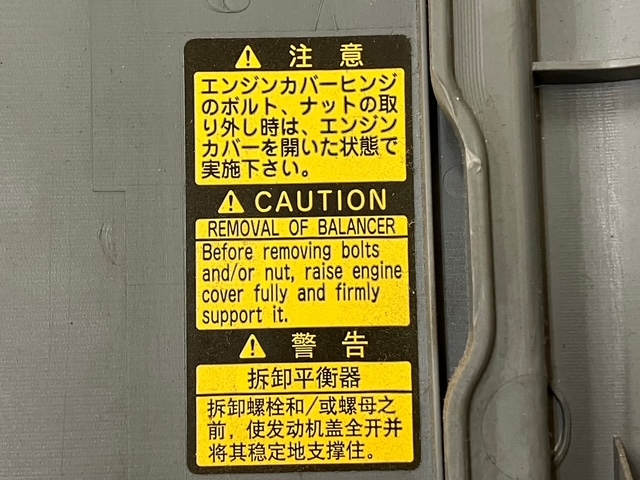 注意
エンジンカバーヒンジ
のボルト、ナットの取
り外し時は、エンジン
カバーを開いた状態で
実施下さい。
CAUTION
REMOVAL OF BALANCER
Before removing bolts
and/or nut, raise engine
cover fully and firmly
support it.
警告
拆卸平衡器
拆卸螺栓和/或螺母之
前，使发动机盖全开并
将其稳定地支撑住。